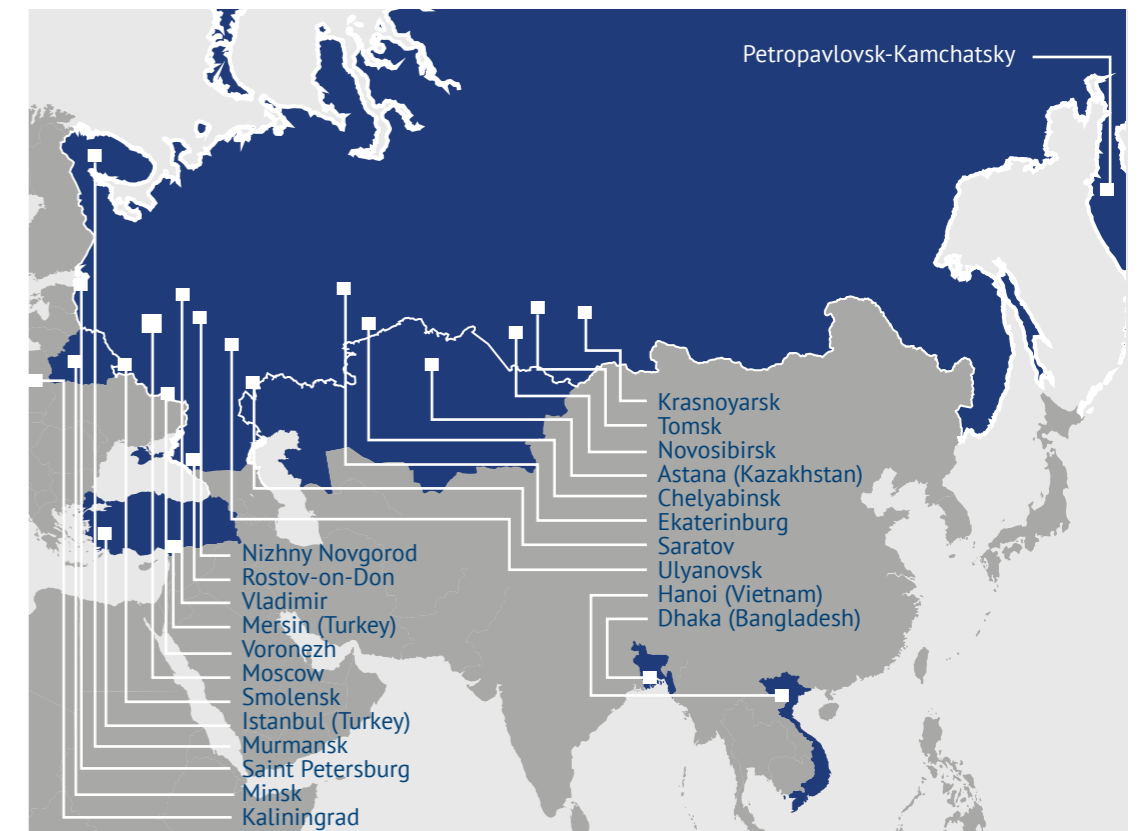 Petropavlovsk-Kamchatsky
Krasnoyarsk
Tomsk
Novosibirsk
Astana (Kazakhstan)
Chelyabinsk
Ekaterinburg
Saratov
Ulyanovsk
Hanoi (Vietnam)
Dhaka (Bangladesh)
Nizhny Novgorod
Rostov-on-Don
Vladimir
Mersin (Turkey)
Voronezh
Moscow
Smolensk
Istanbul (Turkey)
Murmansk
Saint Petersburg
Minsk
Kaliningrad